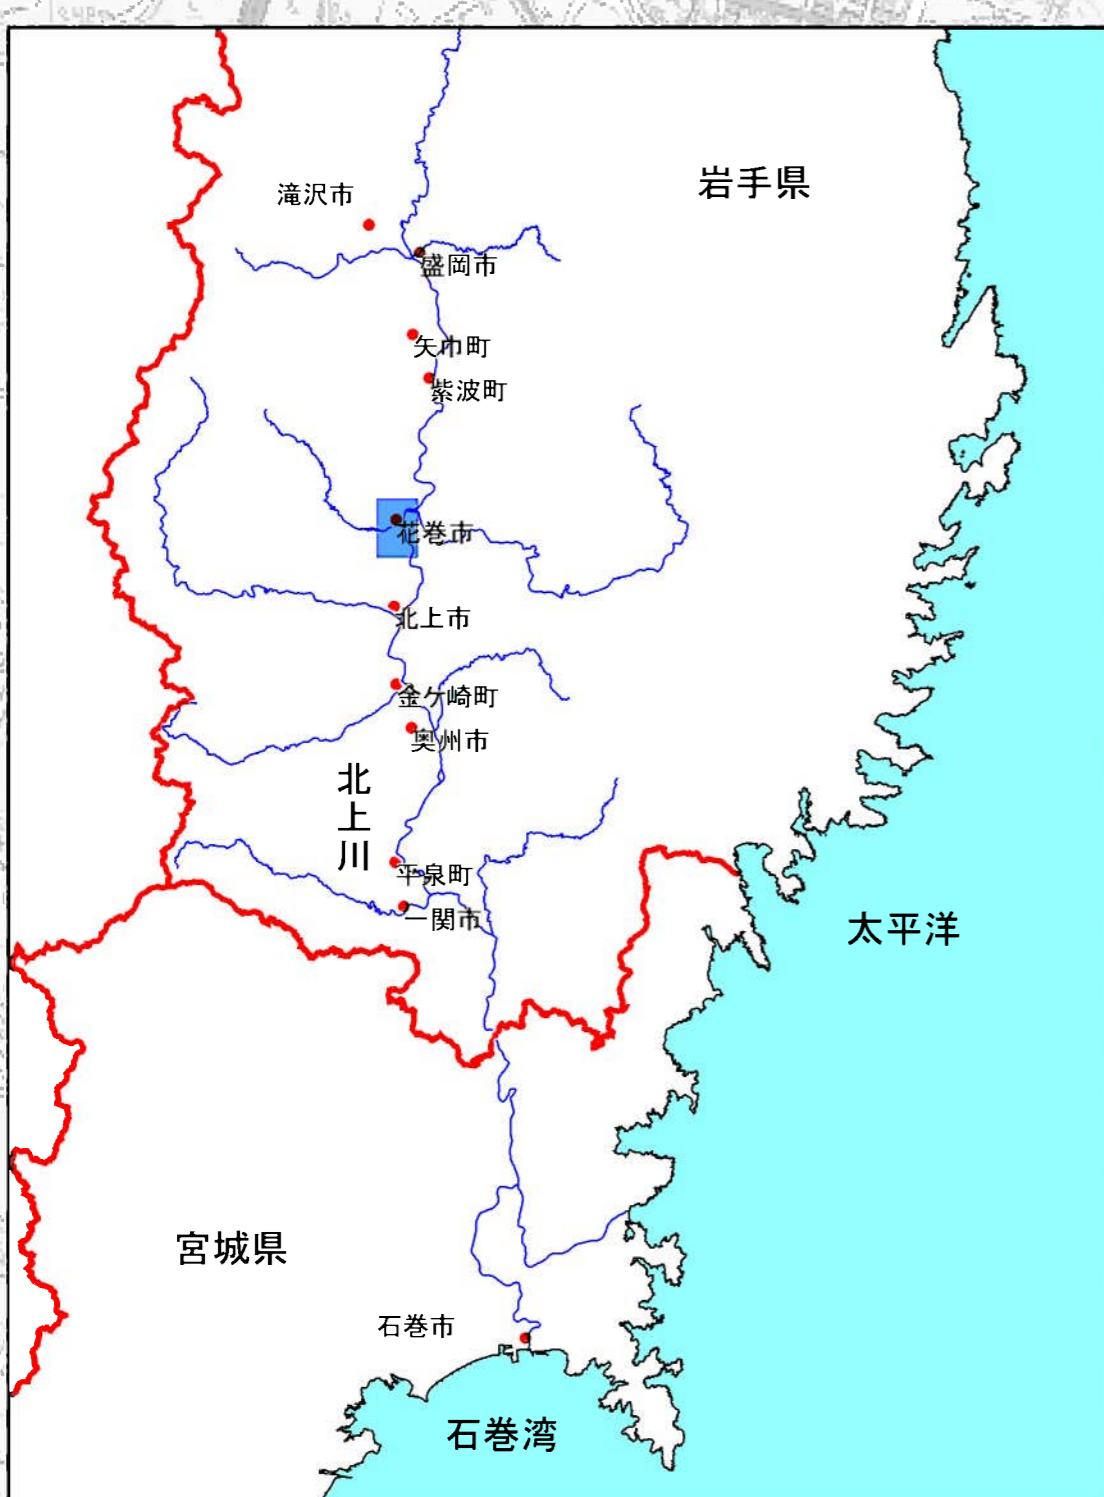 岩手県
滝沢市
盛岡市
矢巾町
紫波町
花巻市
北上市
金ケ崎町
奥州市
北上川
平泉町
一関市
太平洋
宮城県
石巻市
石巻湾